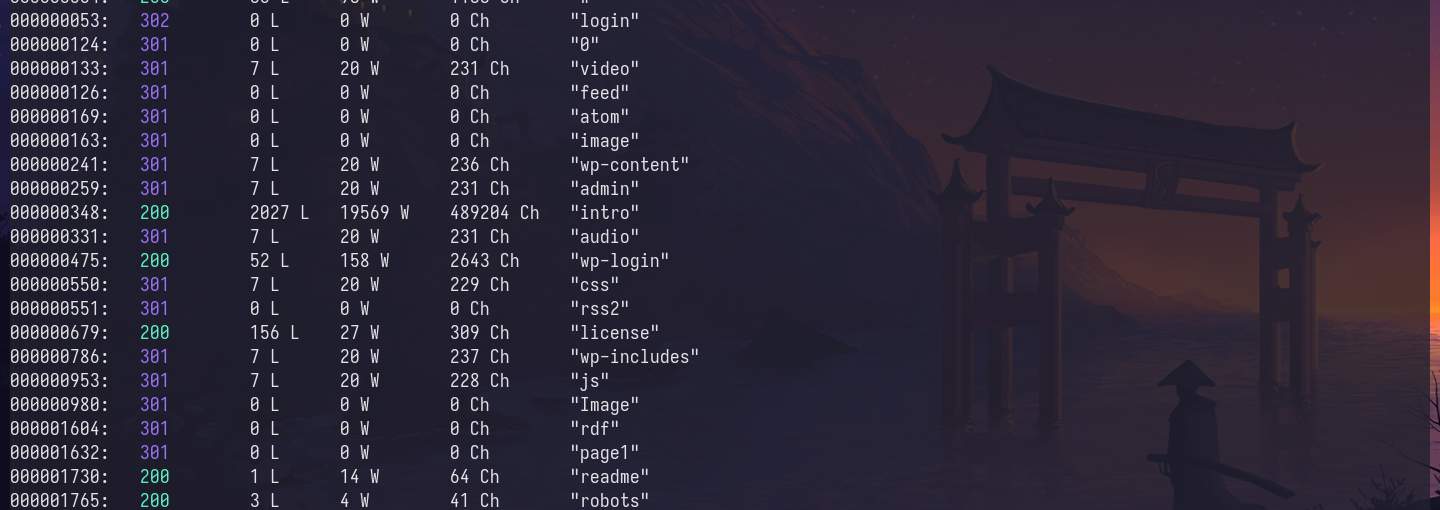 000000053: 302 0 L 0 W 0 Ch "login"
000000124: 301 0 L 0 W 0 Ch "0"
000000133: 301 7 L 20 W 231 Ch "video"
000000126: 301 0 L 0 W 0 Ch "feed"
000000169: 301 0 L 0 W 0 Ch "atom"
000000163: 301 0 L 0 W 0 Ch "image"
000000241: 301 7 L 20 W 236 Ch "wp-content"
000000259: 301 7 L 20 W 231 Ch "admin"
000000348: 200 2027 L 19569 W 489204 Ch "intro"
000000331: 301 7 L 20 W 231 Ch "audio"
000000475: 200 52 L 158 W 2643 Ch "wp-login"
000000550: 301 7 L 20 W 229 Ch "css"
000000551: 301 0 L 0 W 0 Ch "rss2"
000000679: 200 156 L 27 W 309 Ch "license"
000000786: 301 7 L 20 W 237 Ch "wp-includes"
000000953: 301 7 L 20 W 228 Ch "js"
000000980: 301 0 L 0 W 0 Ch "Image"
000001604: 301 0 L 0 W 0 Ch "rdf"
000001632: 301 0 L 0 W 0 Ch "page1"
000001730: 200 1 L 14 W 64 Ch "readme"
000001765: 200 3 L 4 W 41 Ch "robots"